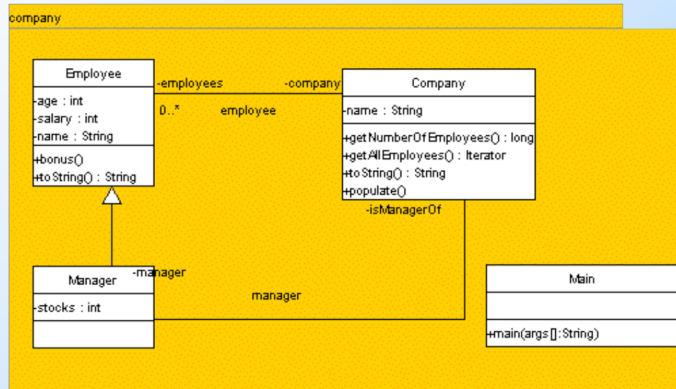 company
Employee
-age : int
-salary : int
-name : String
+bonus()
+toString() : String
-employees
-company
0..*
employee
Company
-name : String
+getNumberOfEmployees() : long
+getAllEmployees() : Iterator
+toString() : String
+populate()
-isManagerOf
Manager
-stocks : int
-manager
manager
Main
+main(args[]:String)